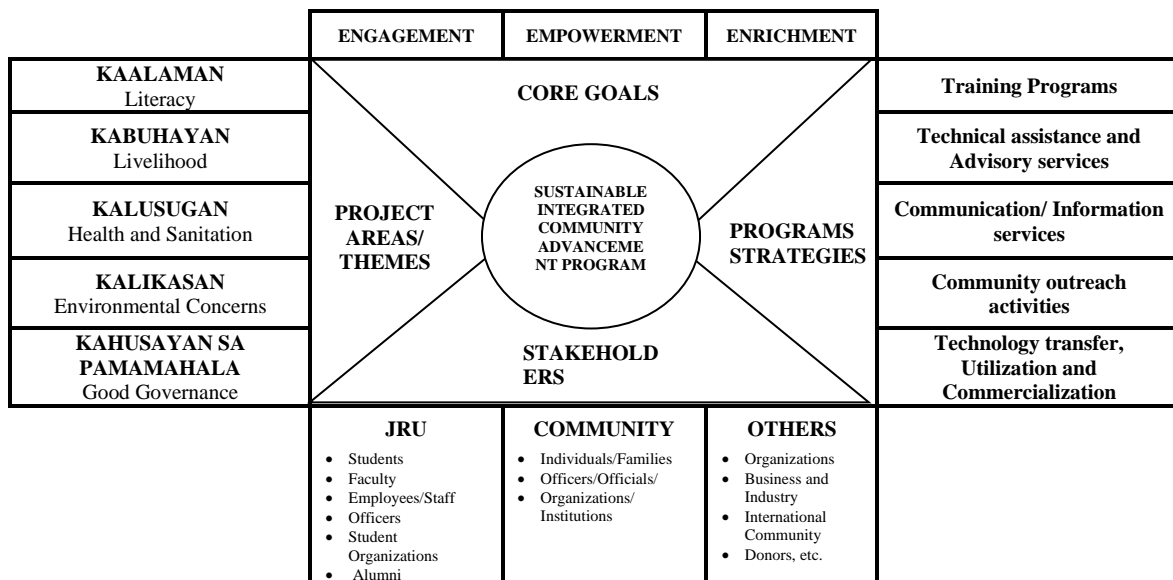 ENGAGEMENT
EMPOWERMENT
ENRICHMENT
KAALAMAN
Literacy
KABUHAYAN
Livelihood
KALUSUGAN
Health and Sanitation
KALIKASAN
Environmental Concerns
KAHUSAYAN SA
PAMAMAHALA
Good Governance
CORE GOALS
PROJECT
AREAS/
THEMES
SUSTAINABLE
INTEGRATED
COMMUNITY
ADVANCEME
NT PROGRAM
PROGRAMS
STRATEGIES
STAKEHOLD
ERS
Training Programs
Technical assistance and
Advisory services
Communication/ Information
services
Community outreach
activities
Technology transfer,
Utilization and
Commercialization
JRU
• Students
• Faculty
• Employees/Staff
• Officers
• Student
Organizations
• Alumni
COMMUNITY
• Individuals/Families
• Officers/Officials/
• Organizations/
Institutions
OTHERS
• Organizations
• Business and
Industry
• International
Community
• Donors, etc.